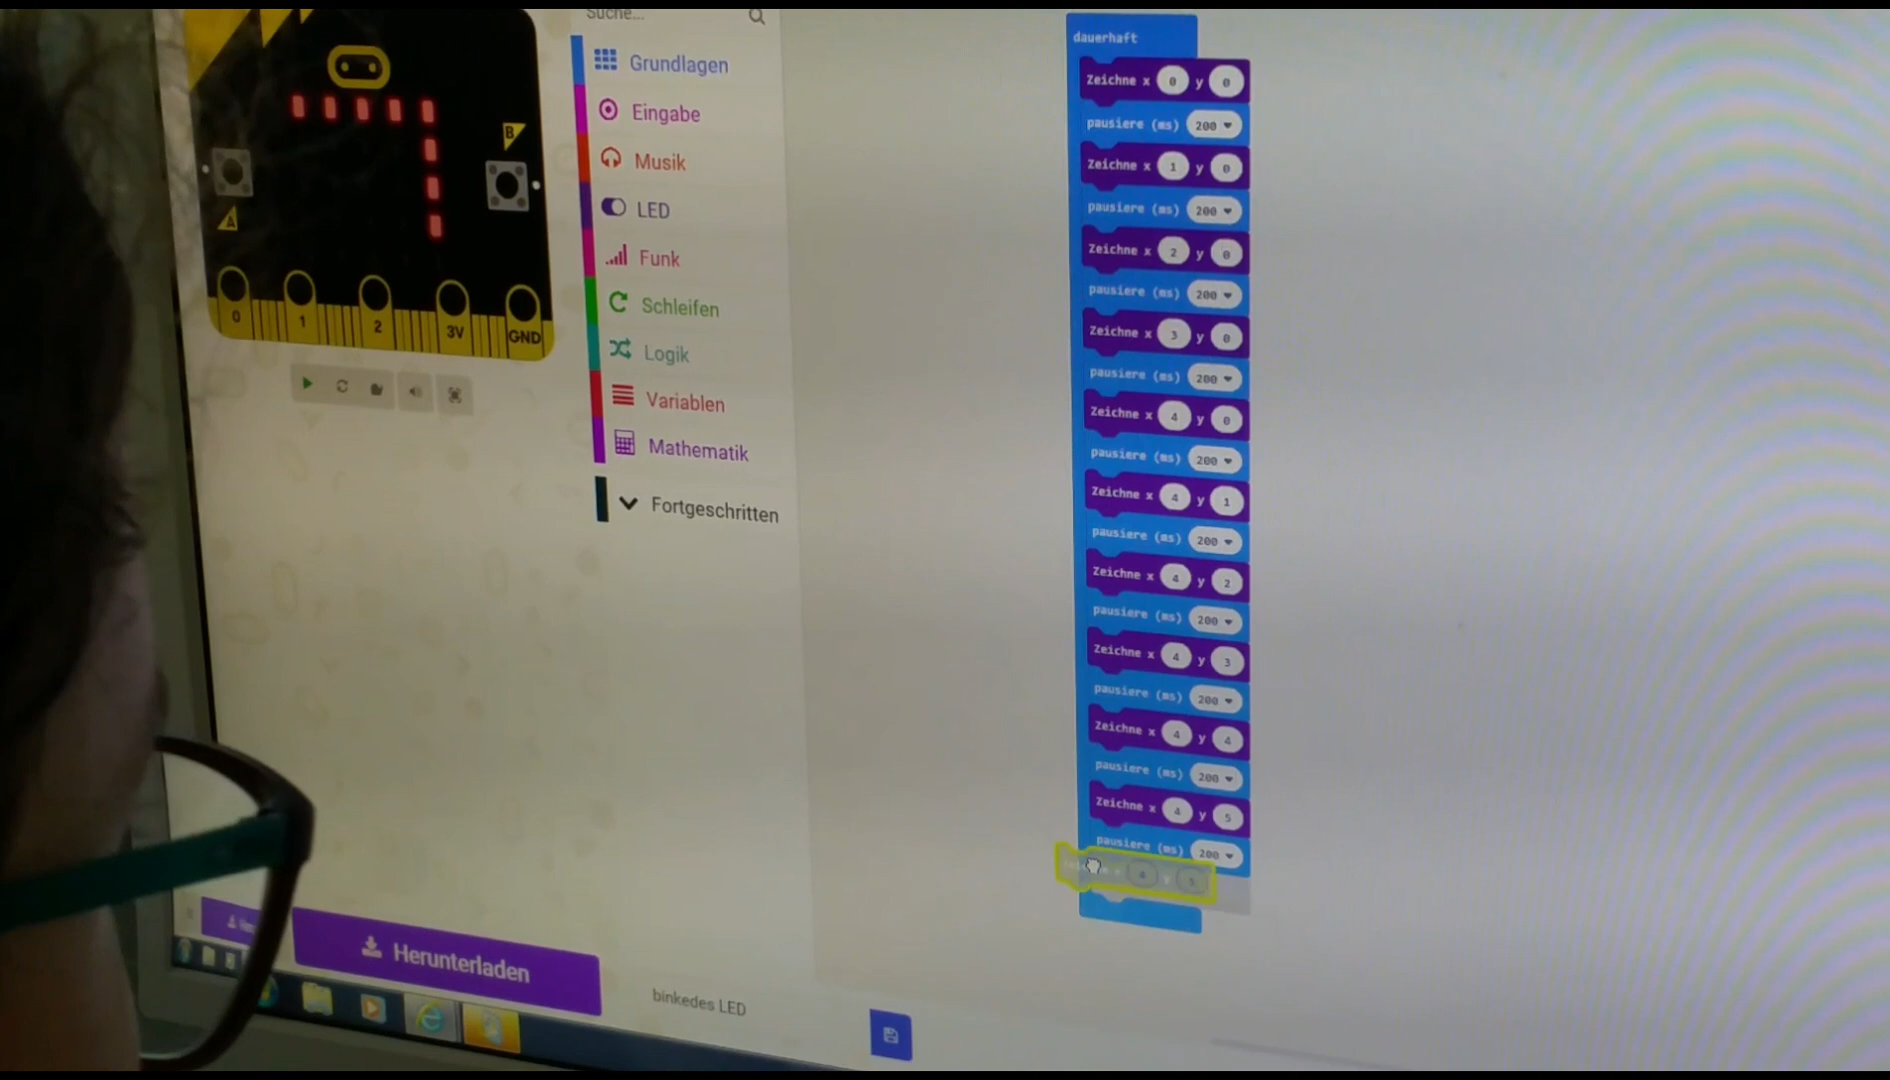 Suche...
Grundlagen
Eingabe
Musik
LED
Funk
Schleifen
Logik
Variablen
Mathematik
Fortgeschritten
B
A
0
1
2
3V
GND
Herunterladen
binkedes LED
dauerhaft
Zeichne x 0 y 0
pausiere (ms) 200
Zeichne x 1 y 0
pausiere (ms) 200
Zeichne x 2 y 0
pausiere (ms) 200
Zeichne x 3 y 0
pausiere (ms) 200
Zeichne x 4 y 0
pausiere (ms) 200
Zeichne x 4 y 1
pausiere (ms) 200
Zeichne x 4 y 2
pausiere (ms) 200
Zeichne x 4 y 3
pausiere (ms) 200
Zeichne x 4 y 4
pausiere (ms) 200
Zeichne x 4 y 5
pausiere (ms) 200
4 y 5